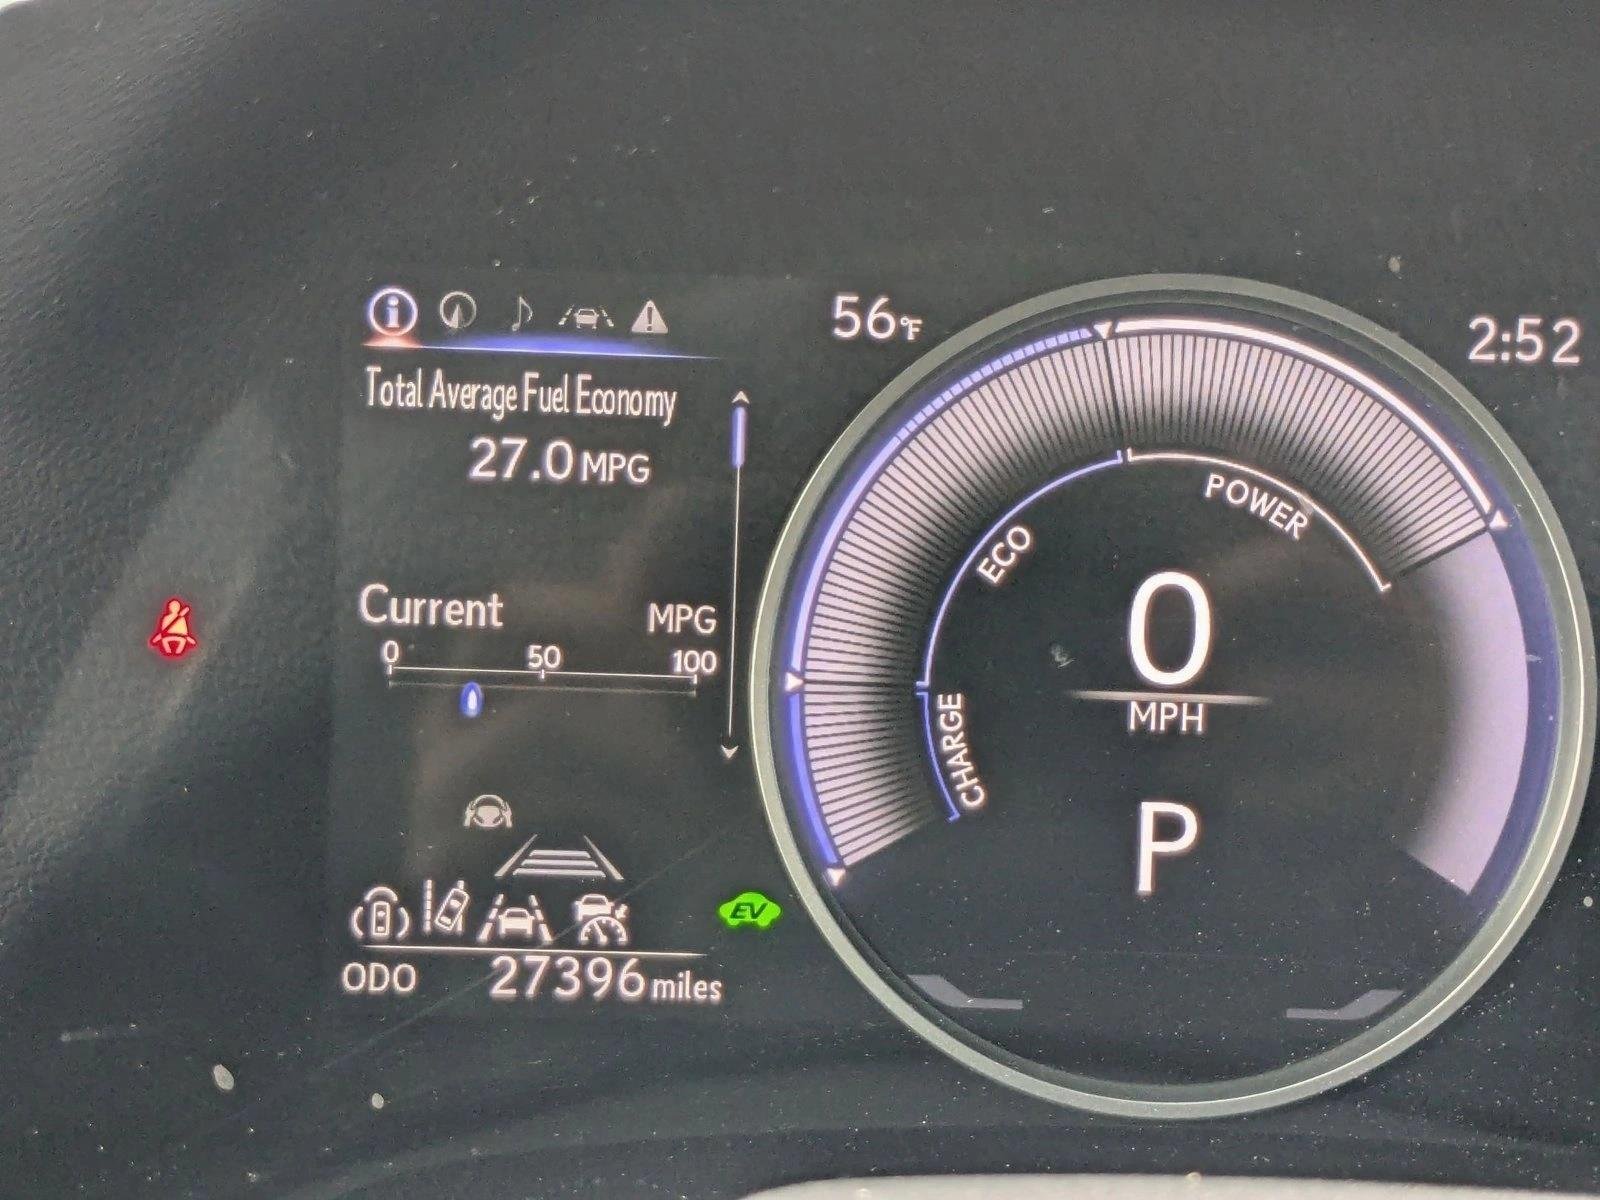 56°F
2:52
Total Average Fuel Economy
27.0 MPG
Current MPG
0 50 100
POWER
ECO
CHARGE
0
MPH
P
EV
ODO 27396 miles